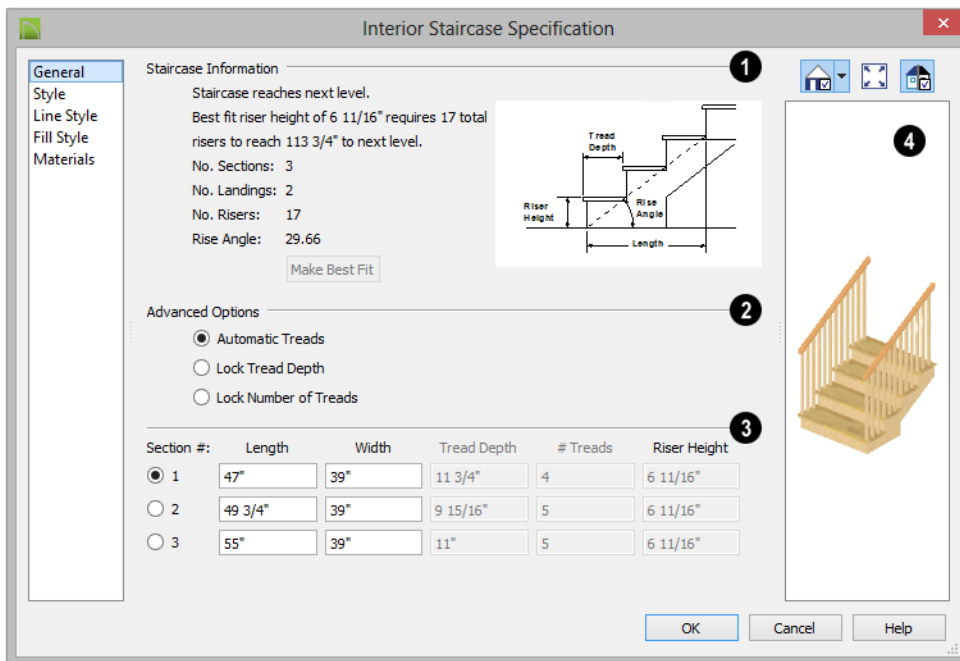 Interior Staircase Specification
General
Style
Line Style
Fill Style
Materials
Staircase Information
1
Staircase reaches next level.
Best fit riser height of 6 11/16" requires 17 total
risers to reach 113 3/4" to next level.
No. Sections: 3
No. Landings: 2
No. Risers: 17
Rise Angle: 29.66
Make Best Fit
Tread
Depth
Riser
Height
Rise
Angle
Length
Advanced Options
2
Automatic Treads
Lock Tread Depth
Lock Number of Treads
3
Section #: Length Width Tread Depth # Treads Riser Height
1 47" 39" 11 3/4" 4 6 11/16"
2 49 3/4" 39" 9 15/16" 5 6 11/16"
3 55" 39" 11" 5 6 11/16"
4
OK Cancel Help